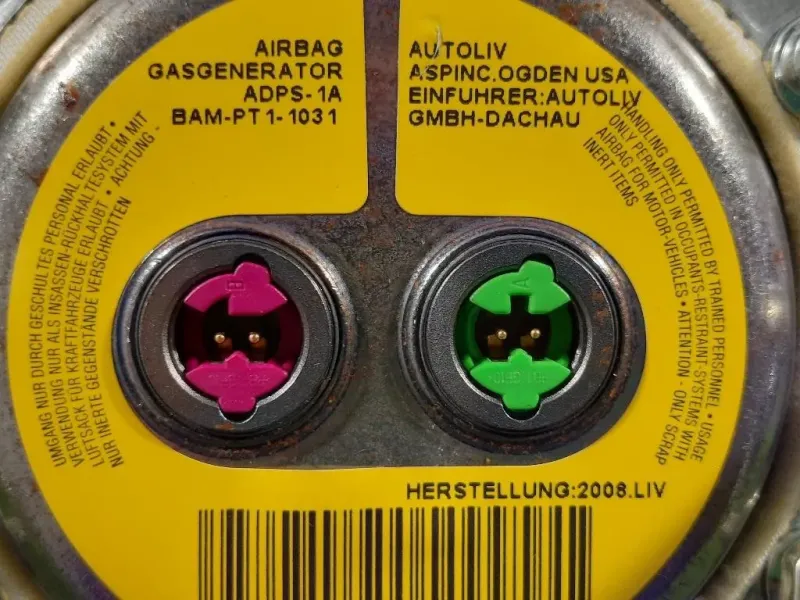 AIRBAG
GASGENERATOR
ADPS-1A
BAM-PT1-1031
AUTOLIV
ASPINC.OGDEN USA
EINFUHRER:AUTOLIV
GMBH-DACHAU
UMGANG NUR DURCH GESCHULTES PERSONAL ERLAUBT •
VERWENDUNG NUR ALS INSASSEN-RÜCKHALTESYSTEM MIT
LUFTSACK FÜR KRAFTFAHRZEUGE ERLAUBT • ACHTUNG -
NUR INERTE GEGENSTÄNDE VERSCHROTTEN
HANDLING ONLY PERMITTED BY TRAINED PERSONNEL • USAGE
ONLY PERMITTED IN OCCUPANTS-RESTRAINT-SYSTEMS WITH
AIRBAG FOR MOTOR-VEHICLES • ATTENTION - ONLY SCRAP
INERT ITEMS
B
A
HERSTELLUNG:2008.LIV